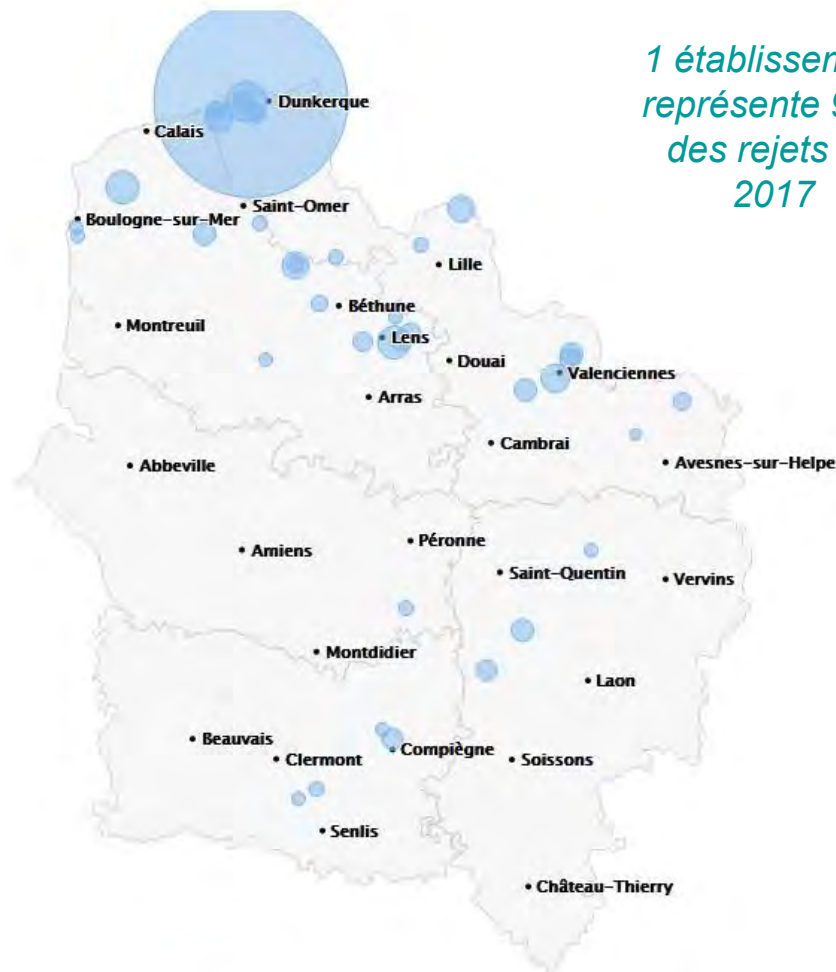 1
représente
des rejets
2017
Dunkerque
Calais
Saint-Omer
Boulogne-sur-Mer
Lille
Béthune
Montreuil
Lens
Douai
Valenciennes
Arras
Cambrai
Abbeville
Avesnes-sur-Helpe
Péronne
Amiens
Saint-Quentin
Vervins
Montdidier
Laon
Beauvais
Compiègne
Clermont
Soissons
Senlis
Château-Thierry